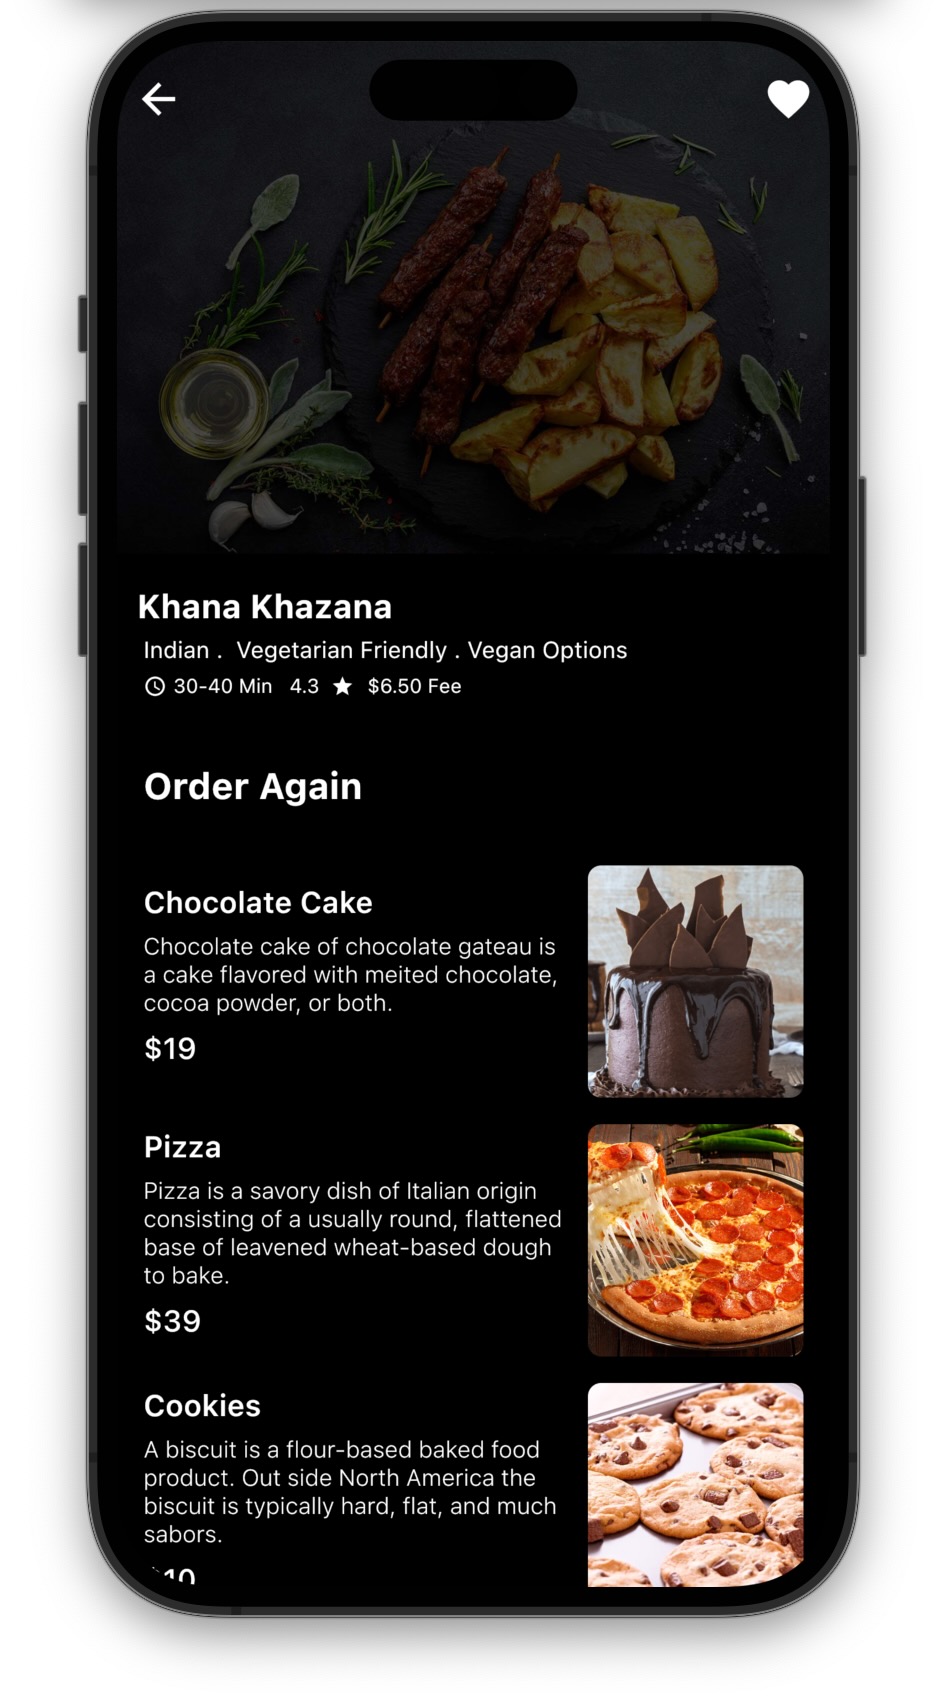 Khana Khazana
Indian . Vegetarian Friendly . Vegan Options
30-40 Min 4.3 ★ $6.50 Fee
Order Again
Chocolate Cake
Chocolate cake of chocolate gateau is
a cake flavored with meited chocolate,
cocoa powder, or both.
$19
Pizza
Pizza is a savory dish of Italian origin
consisting of a usually round, flattened
base of leavened wheat-based dough
to bake.
$39
Cookies
A biscuit is a flour-based baked food
product. Out side North America the
biscuit is typically hard, flat, and much
sabors.